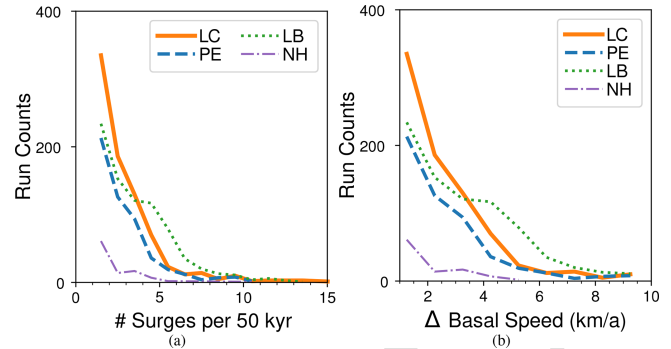 400
LC
LB
PE
NH
Run Counts
200
0
0
5
10
15
# Surges per 50 kyr
(a)
400
LC
PE
LB
NH
Run Counts
200
0
2
4
6
8
10
Δ Basal Speed (km/a)
(b)